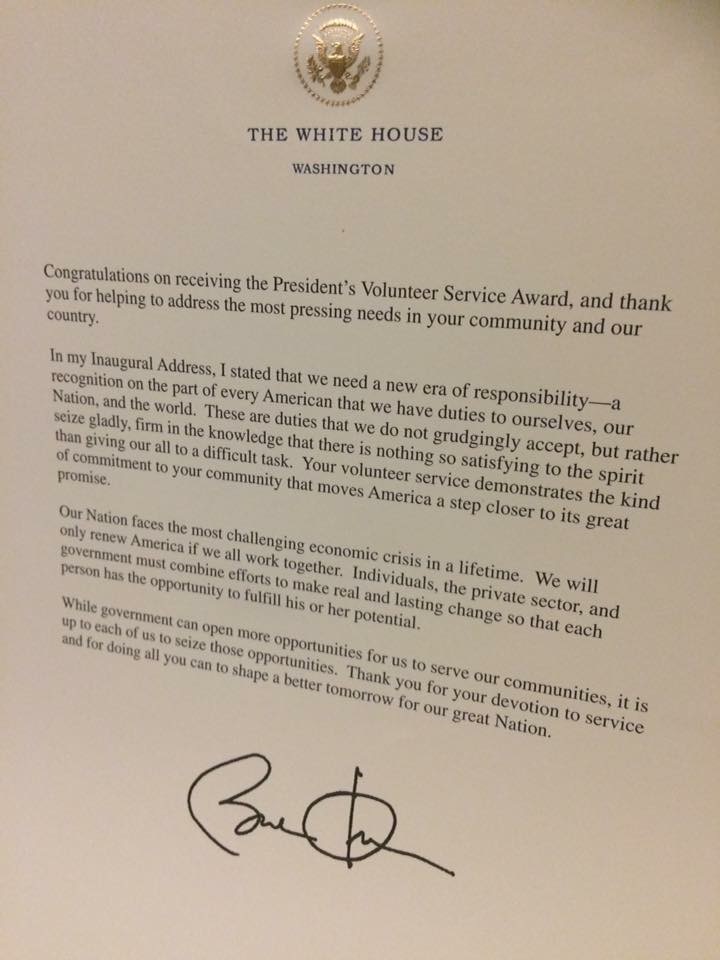 THE WHITE HOUSE
WASHINGTON
Congratulations on receiving the President's Volunteer Service Award, and thank
you for helping to address the most pressing needs in your community and our
country.
In my Inaugural Address, I stated that we need a new era of responsibility—a
recognition on the part of every American that we have duties to ourselves, our
Nation, and the world. These are duties that we do not grudgingly accept, but rather
seize gladly, firm in the knowledge that there is nothing so satisfying to the spirit
than giving our all to a difficult task. Your volunteer service demonstrates the kind
of commitment to your community that moves America a step closer to its great
promise.
Our Nation faces the most challenging economic crisis in a lifetime. We will
only renew America if we all work together. Individuals, the private sector, and
government must combine efforts to make real and lasting change so that each
person has the opportunity to fulfill his or her potential.
While government can open more opportunities for us to serve our communities, it is
up to each of us to seize those opportunities. Thank you for your devotion to service
and for doing all you can to shape a better tomorrow for our great Nation.